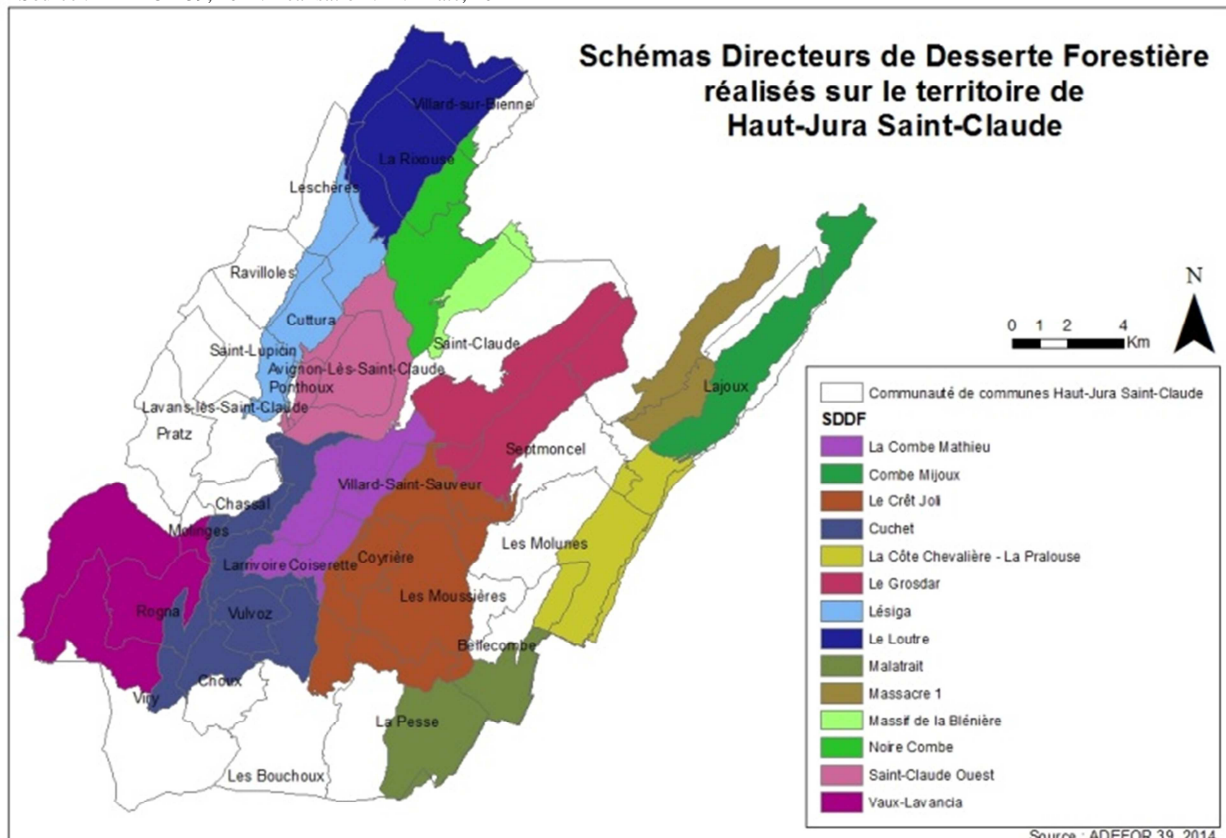 Schémas Directeurs de Desserte Forestière
réalisés sur le territoire de
Haut-Jura Saint-Claude
Villard-sur-Bienne
La Rixouse
Leschères
Ravilloles
Cuttura
Saint-Lupicin
Saint-Claude
Avignon-Lès-Saint-Claude
Ponthoux
Lavans-lès-Saint-Claude
Pratz
Lajoux
Septmoncel
Villard-Saint-Sauveur
Chassal
Molinges
Les Molunes
Larrivoire
Coiserette
Coyrière
Les Moussières
Rogna
Vulvoz
Bellecombe
Choux
Viry
La Pesse
Les Bouchoux
N
0 1 2 4
Km
Communauté de communes Haut-Jura Saint-Claude
SDDF
La Combe Mathieu
Combe Mijoux
Le Crêt Joli
Cuchet
La Côte Chevalière - La Pralouse
Le Grosdar
Lésiga
Le Loutre
Malatrait
Massacre 1
Massif de la Blénière
Noire Combe
Saint-Claude Ouest
Vaux-Lavancia
Source : ADEFOR 39, 2014